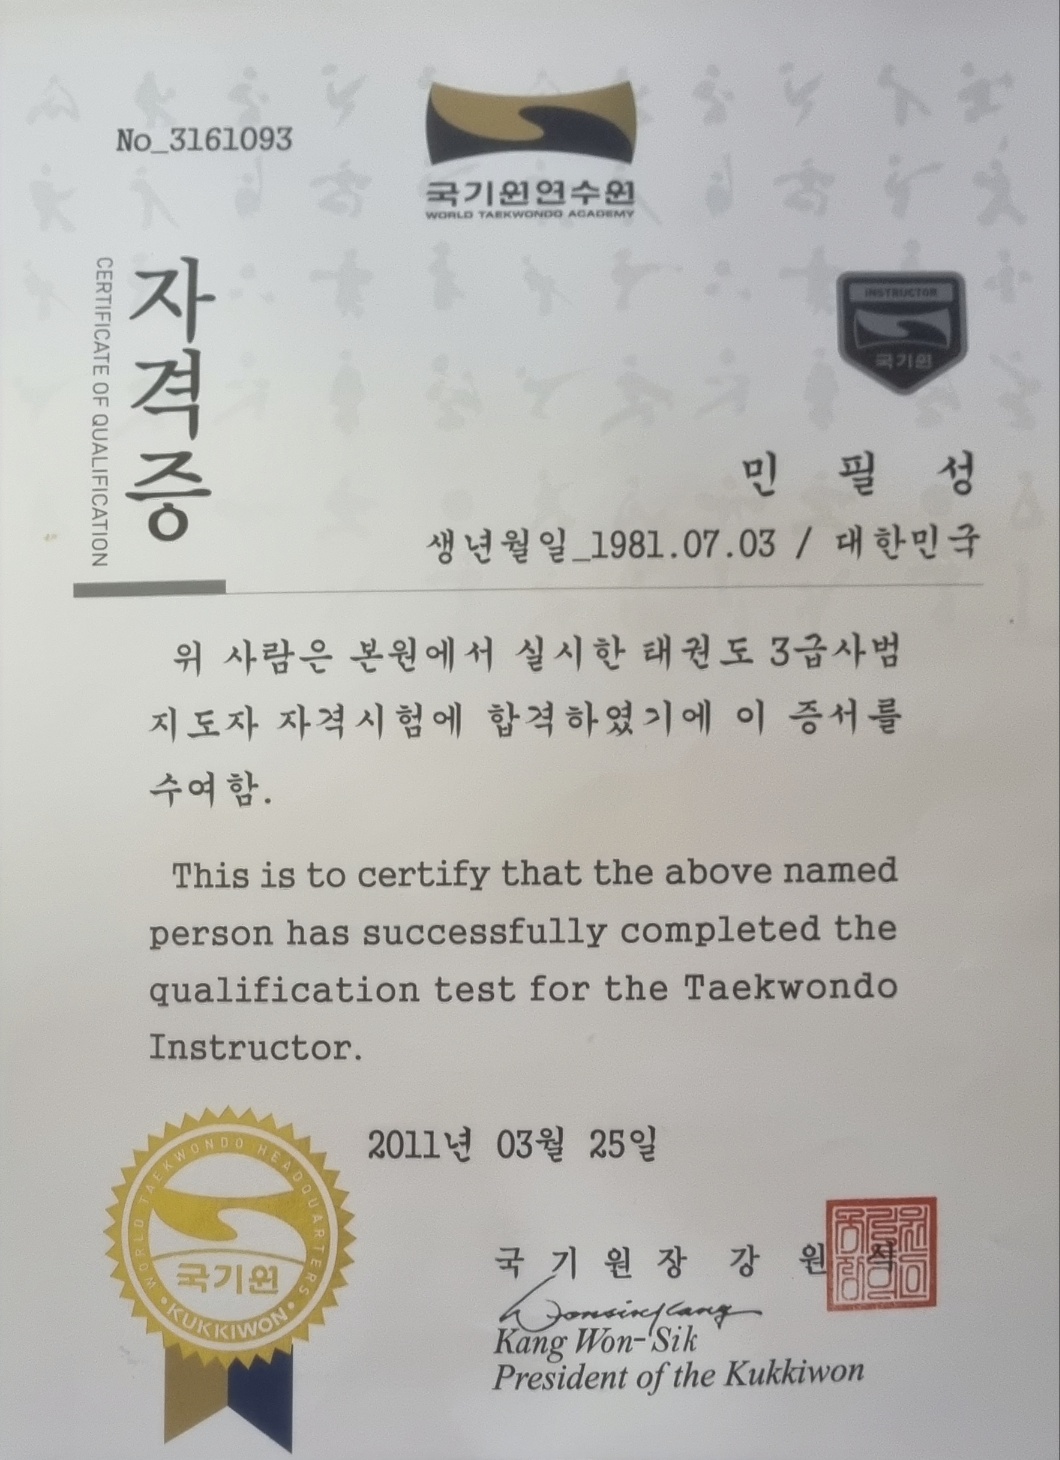 No_3161093
국기원연수원
WORLD TAEKWONDO ACADEMY
자격증
CERTIFICATE OF QUALIFICATION
INSTRUCTOR
국기원
민 필 성
생년월일_1981.07.03 / 대한민국
위 사람은 본원에서 실시한 태권도 3급사범
지도자 자격시험에 합격하였기에 이 증서를
수여함.
This is to certify that the above named
person has successfully completed the
qualification test for the Taekwondo
Instructor.
2011년 03월 25일
WORLD TAEKWONDO HEADQUARTERS
국기원
KUKKIWON
국 기 원 장 강 원 식
Kang Won-Sik
President of the Kukkiwon